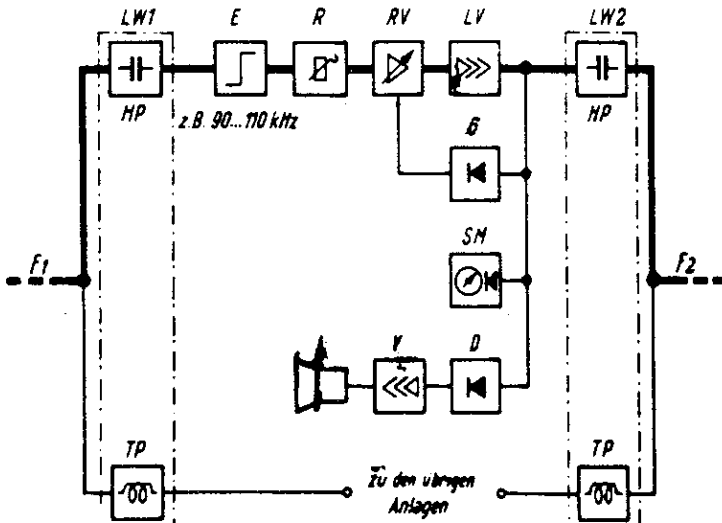 LW1 E R RV LV LW2
HP HP
z.B. 90...110 kHz
G
SM
F1 F2
V D
TP TP
Zu den übrigen
Anlagen